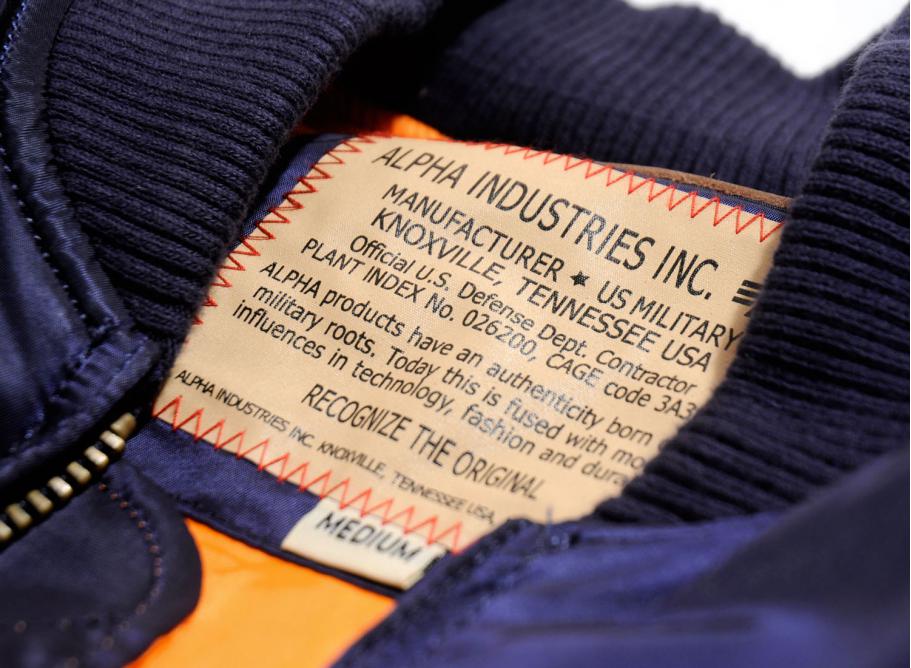 ALPHA INDUSTRIES INC.
MANUFACTURER ★ US MILITARY
KNOXVILLE, TENNESSEE USA
Official U.S. Defense Dept. Contractor
PLANT INDEX No. 026200, CAGE code 3A3
ALPHA products have an authenticity born
military roots. Today this is fused with
influences in technology, fashion and
RECOGNIZE THE ORIGINAL
ALPHA INDUSTRIES INC. KNOXVILLE, TENNESSEE USA,
MEDIUM